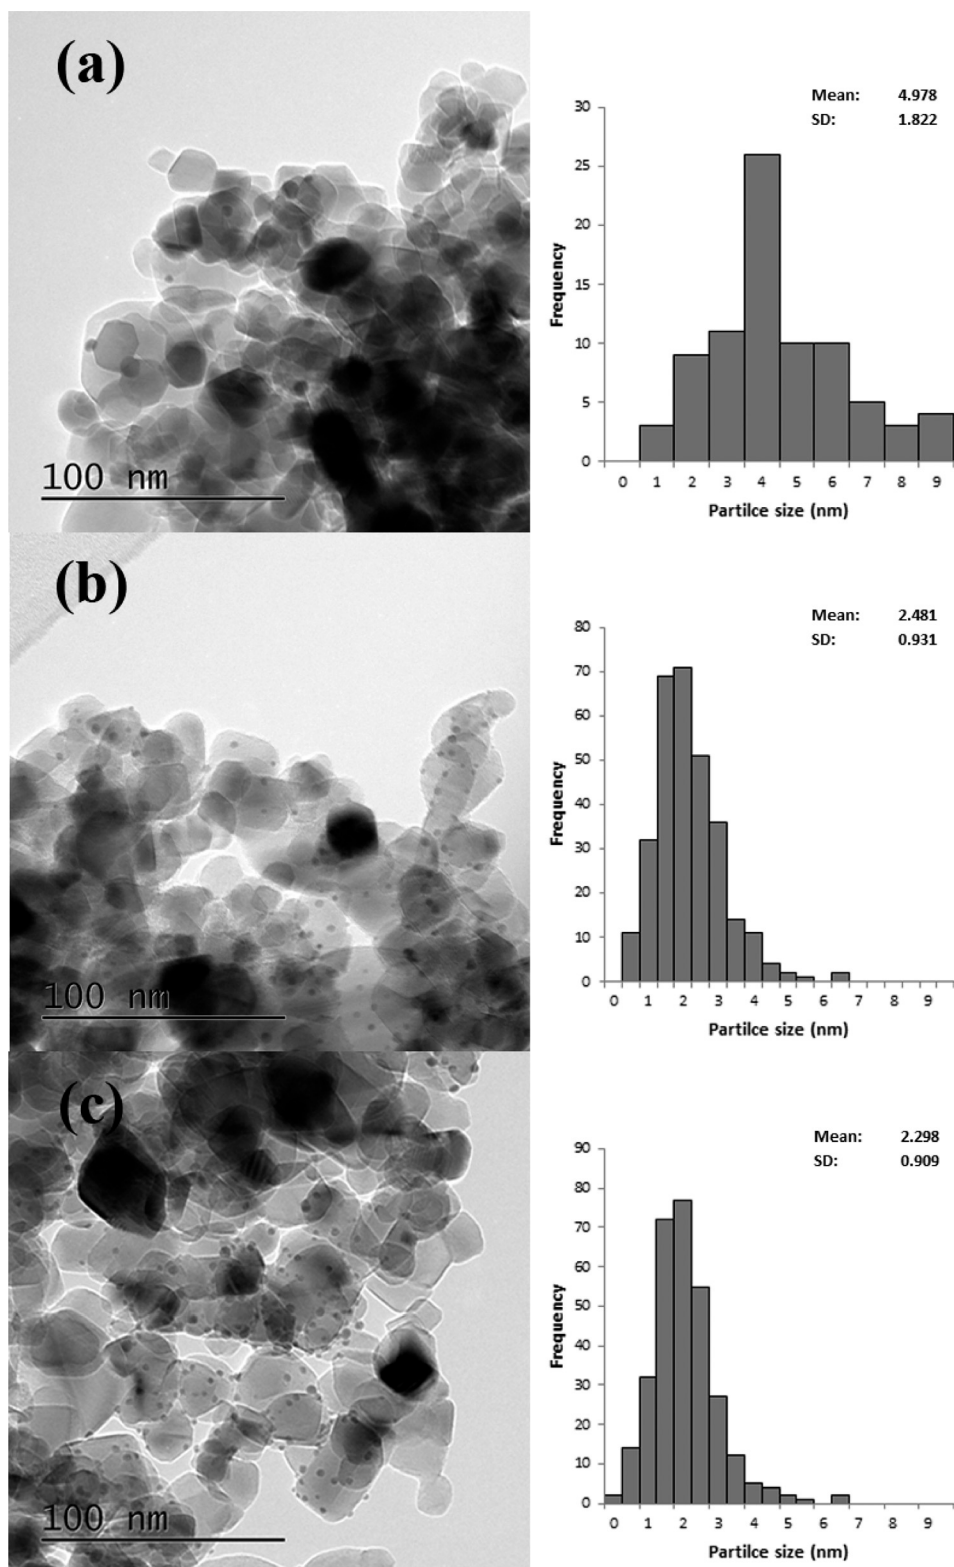 (a)
Mean: 4.978
SD: 1.822
30
25
20
15
10
5
0
Frequency
0 1 2 3 4 5 6 7 8 9
Partilce size (nm)
100 nm
(b)
Mean: 2.481
SD: 0.931
80
70
60
50
40
30
20
10
0
Frequency
0 1 2 3 4 5 6 7 8 9
Partilce size (nm)
100 nm
(c)
Mean: 2.298
SD: 0.909
90
80
70
60
50
40
30
20
10
0
Frequency
0 1 2 3 4 5 6 7 8 9
Partilce size (nm)
100 nm